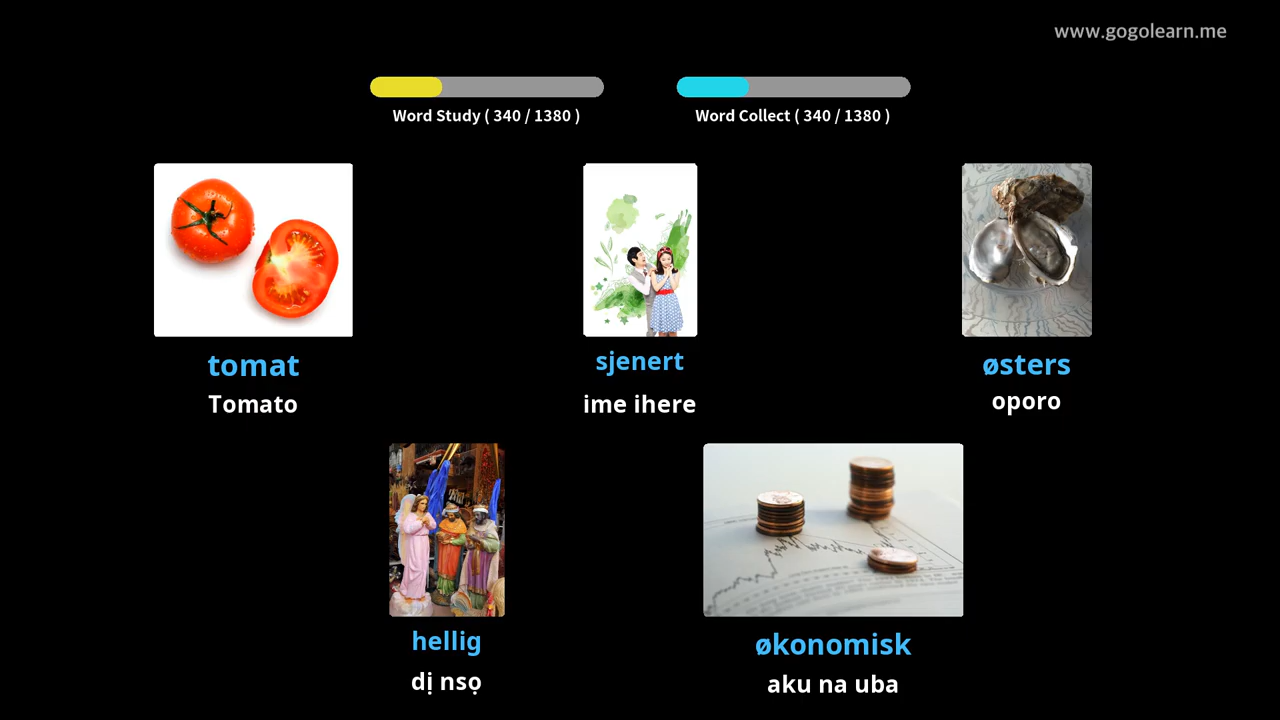 www.gogolearn.me
Word Study ( 340 / 1380 )
Word Collect ( 340 / 1380 )
tomat
Tomato
sjenert
ime ihere
østers
oporo
hellig
dị nsọ
økonomisk
aku na uba